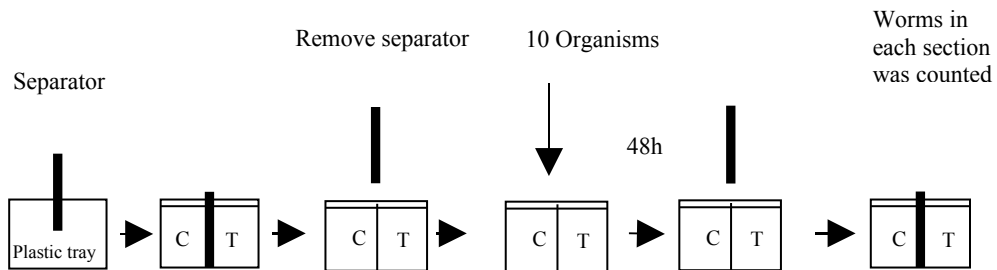 Separator
Remove separator
10 Organisms
Worms in
each section
was counted
48h
Plastic tray
C T
C T
C T
C T
C T